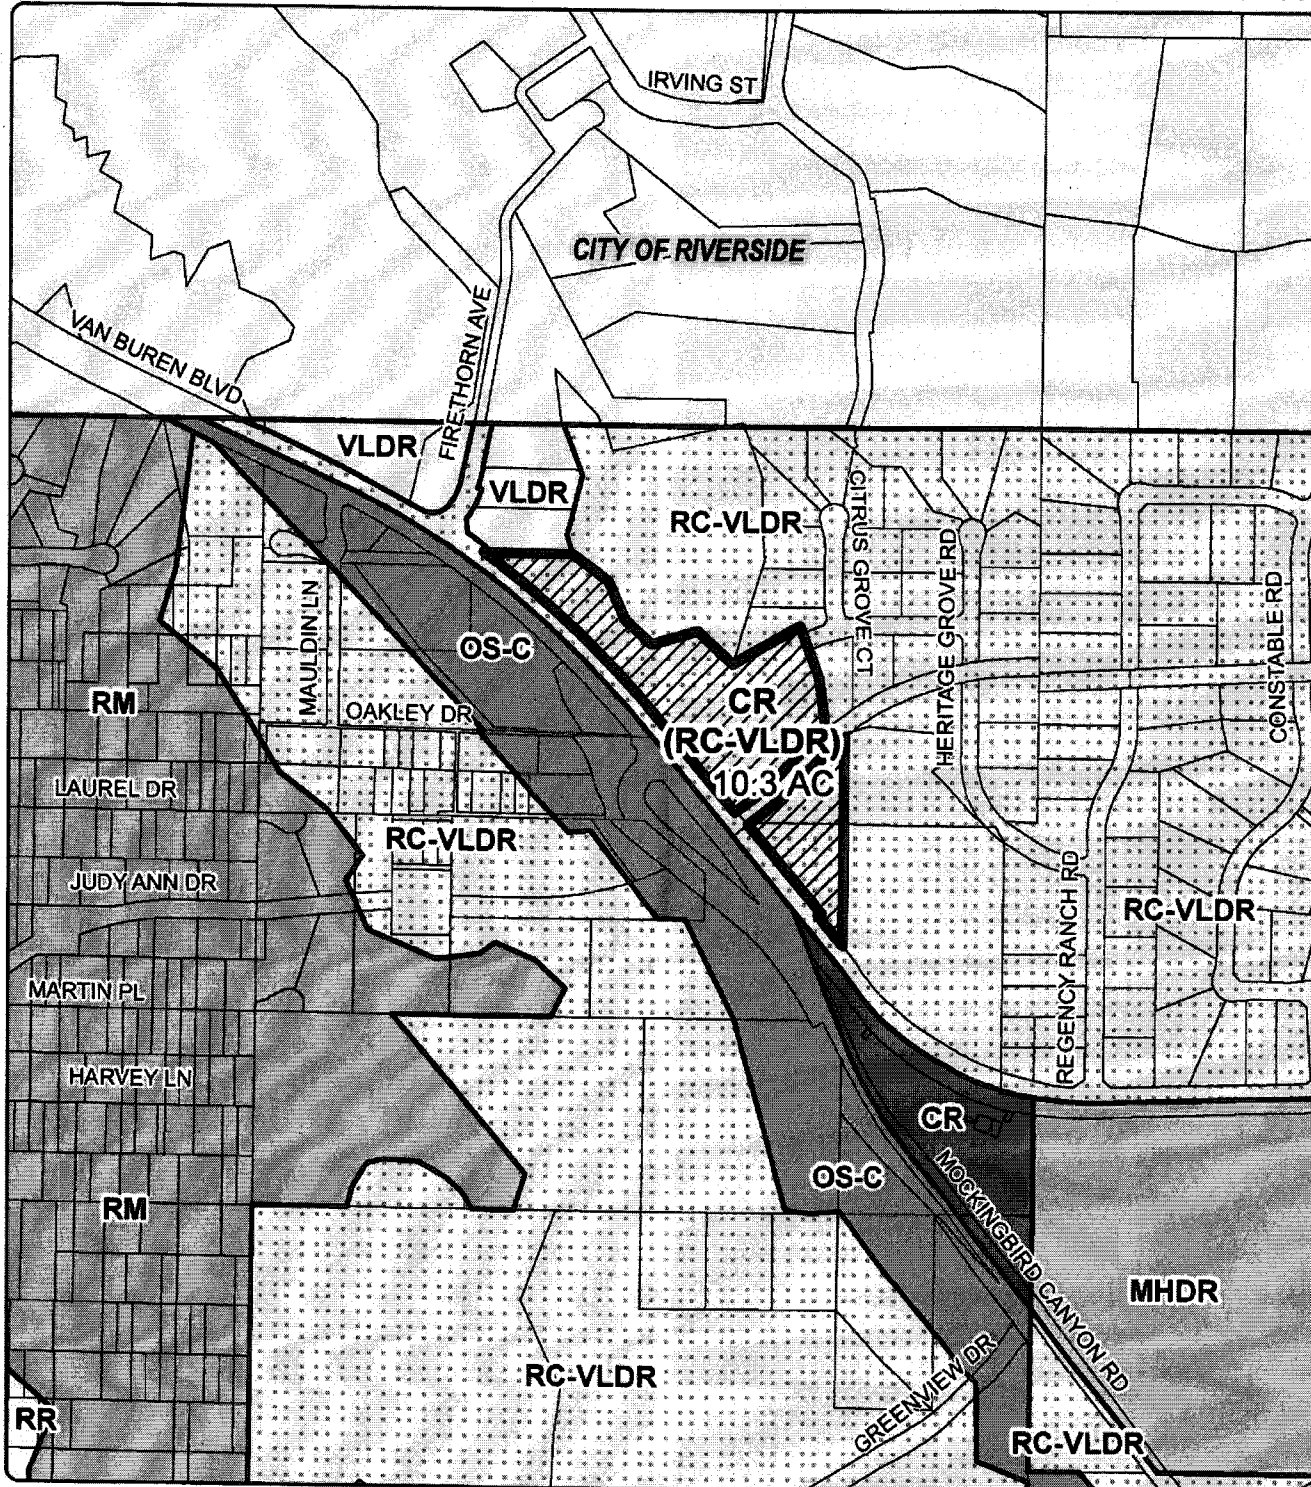 IRVING ST
CITY OF RIVERSIDE
VAN BUREN BLVD
FIRETHORN AVE
VLDR
VLDR
RC-VLDR
CITRUS GROVE CT
HERITAGE GROVE RD
CONSTABLE RD
MAULDIN LN
OS-C
RM
OAKLEY DR
CR
(RC-VLDR)
10.3 AC
LAUREL DR
RC-VLDR
JUDY ANN DR
REGENCY RANCH RD
RC-VLDR
MARTIN PL
HARVEY LN
CR
OS-C
MOCKINGBIRD CANYON RD
RM
MHDR
RC-VLDR
GREENVIEW DR
RR
RC-VLDR